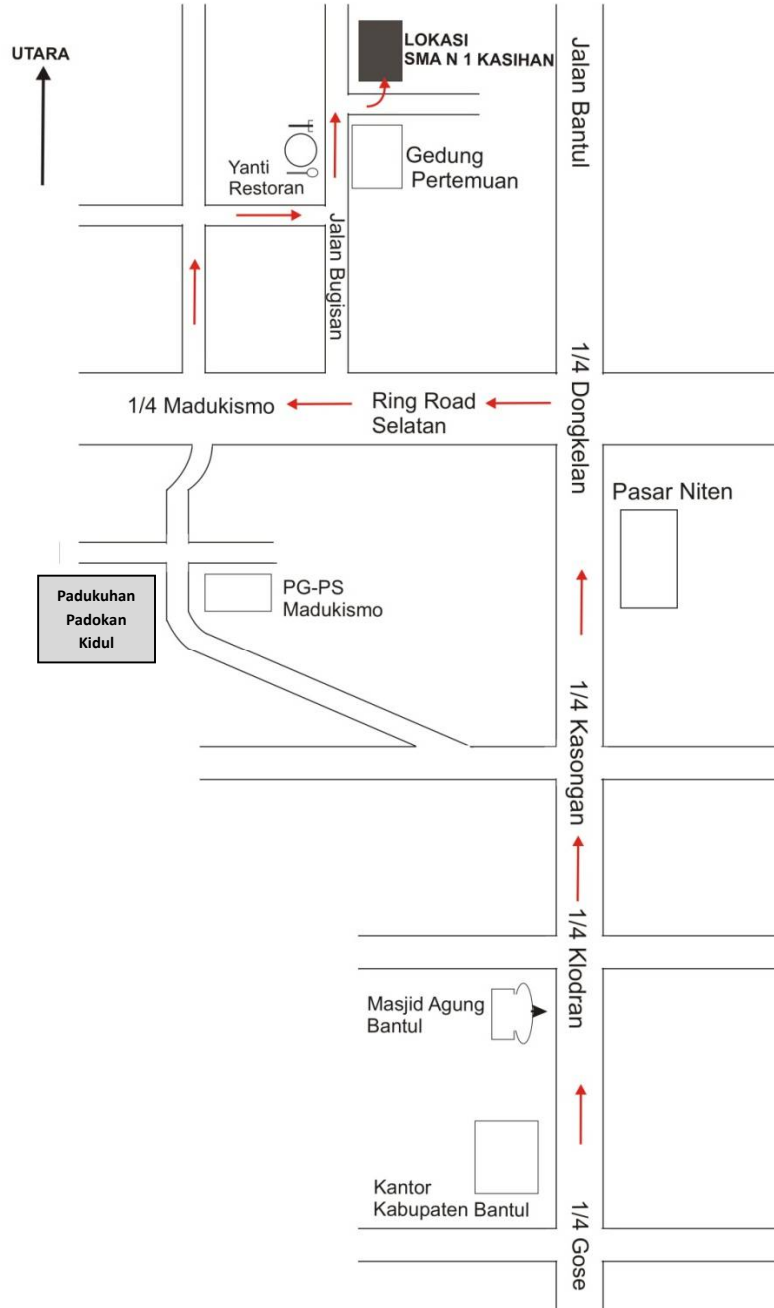 UTARA
LOKASI
SMA N 1 KASIHAN
Jalan Bantul
Yanti
Restoran
Gedung
Pertemuan
Jalan Bugisan
1/4 Dongkelan
1/4 Madukismo
Ring Road
Selatan
Pasar Niten
Padukuhan
Padokan
Kidul
PG-PS
Madukismo
1/4 Kasongan
1/4 Klodran
Masjid Agung
Bantul
Kantor
Kabupaten Bantul
1/4 Gose